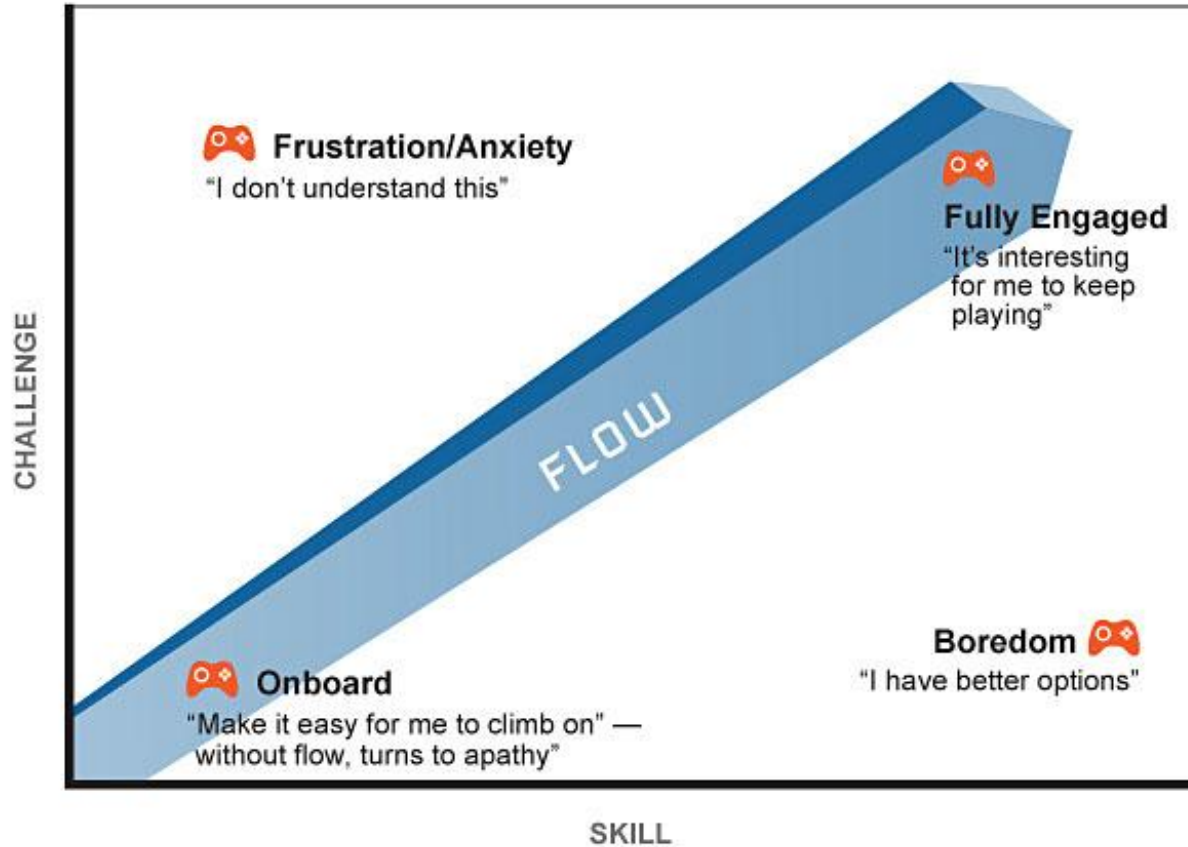 Frustration/Anxiety
“I don’t understand this”
Fully Engaged
“It’s interesting
for me to keep
playing”
CHALLENGE
FLOW
Boredom
“I have better options”
Onboard
“Make it easy for me to climb on” —
without flow, turns to apathy”
SKILL